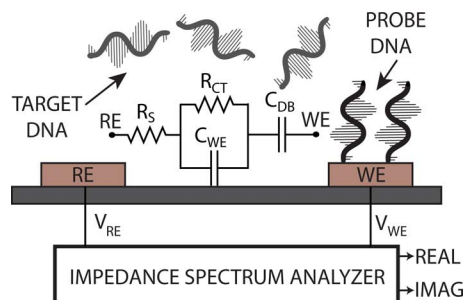 PROBE
DNA
TARGET
DNA
RE
R_S
R_CT
C_WE
C_DB
WE
RE
WE
V_RE
V_WE
IMPEDANCE SPECTRUM ANALYZER
REAL
IMAG